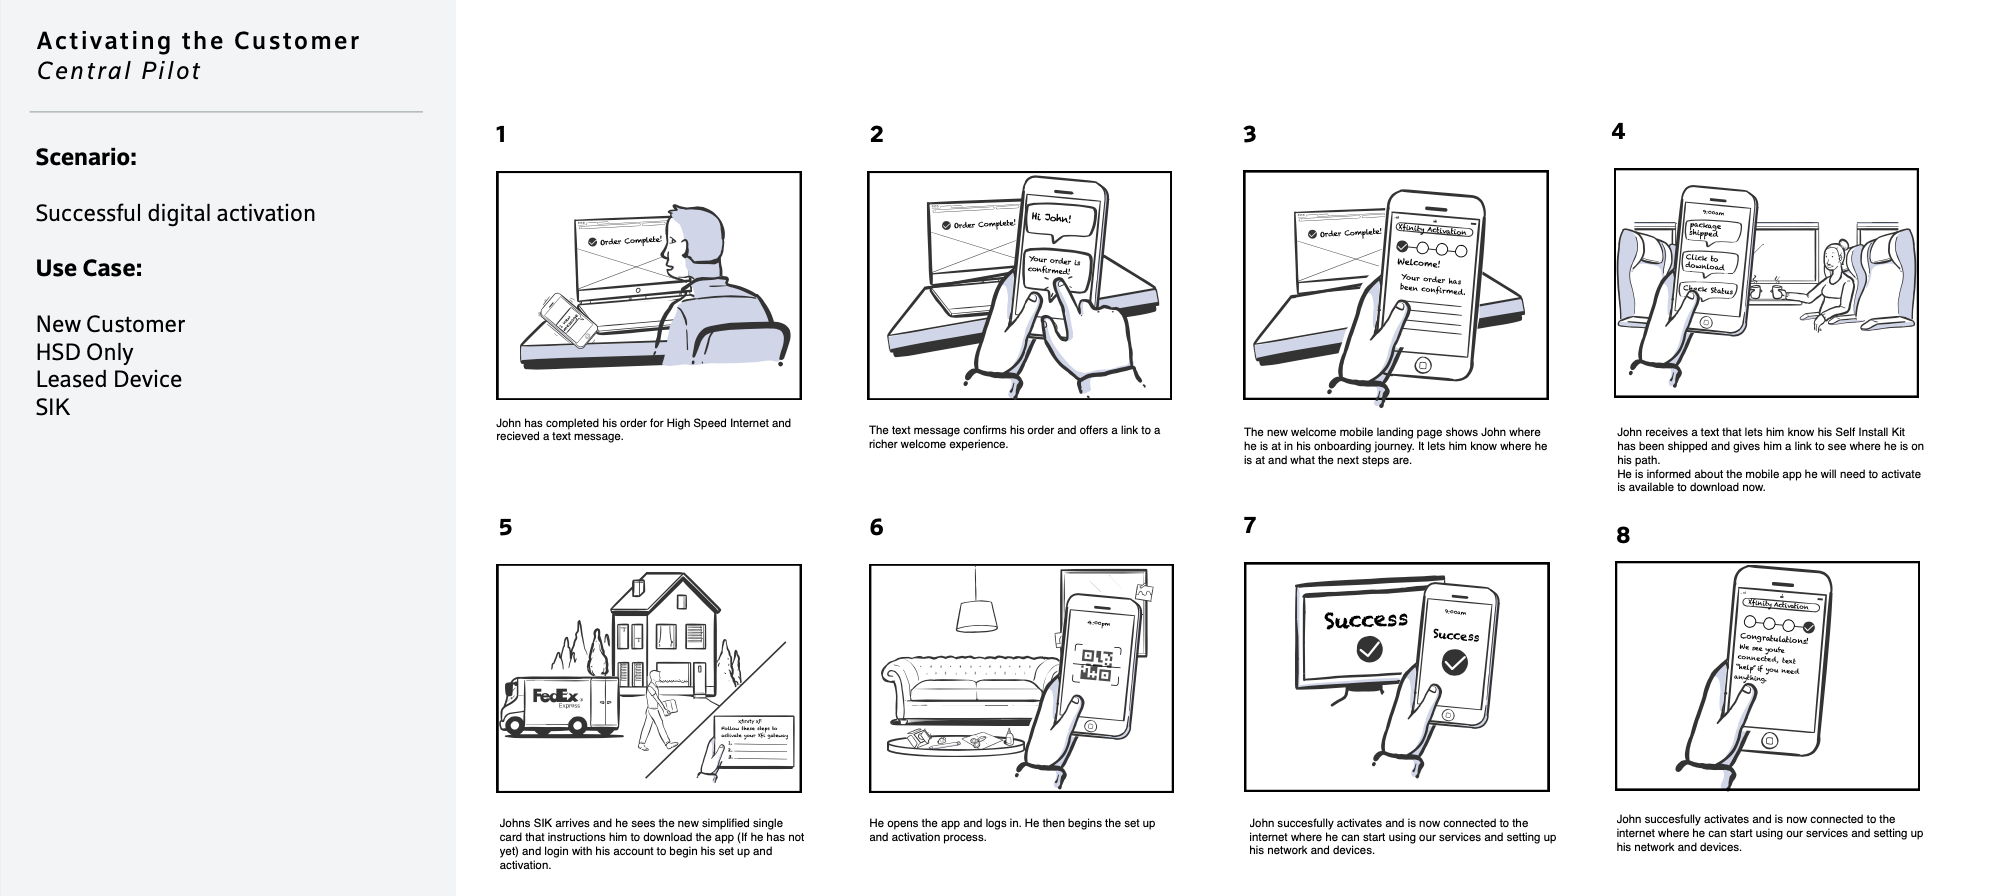 Activating the Customer
Central Pilot
Scenario:
Successful digital activation
Use Case:
New Customer
HSD Only
Leased Device
SIK
1
Order Complete!
John has completed his order for High Speed Internet and
recieved a text message.
2
Order Complete!
Hi John!
Your order is
confirmed!
The text message confirms his order and offers a link to a
richer welcome experience.
3
Order Complete!
Xfinity Activation
Welcome!
Your order has
been confirmed.
The new welcome mobile landing page shows John where
he is at in his onboarding journey. It lets him know where he
is at and what the next steps are.
4
9:00am
package
shipped
Click to
download
Check Status
John receives a text that lets him know his Self Install Kit
has been shipped and gives him a link to see where he is on
his path.
He is informed about the mobile app he will need to activate
is available to download now.
5
FedEx
Express
xfinity xF
Follow these steps to
activate your XFi gateway
1.
2.
3.
Johns SIK arrives and he sees the new simplified single
card that instructions him to download the app (If he has not
yet) and login with his account to begin his set up and
activation.
6
4:00pm
He opens the app and logs in. He then begins the set up
and activation process.
7
Success
9:00am
Success
John succesfully activates and is now connected to the
internet where he can start using our services and setting up
his network and devices.
8
Xfinity Activation
Congratulations!
We see you're
connected, text
"help" if you need
anything.
John succesfully activates and is now connected to the
internet where he can start using our services and setting up
his network and devices.